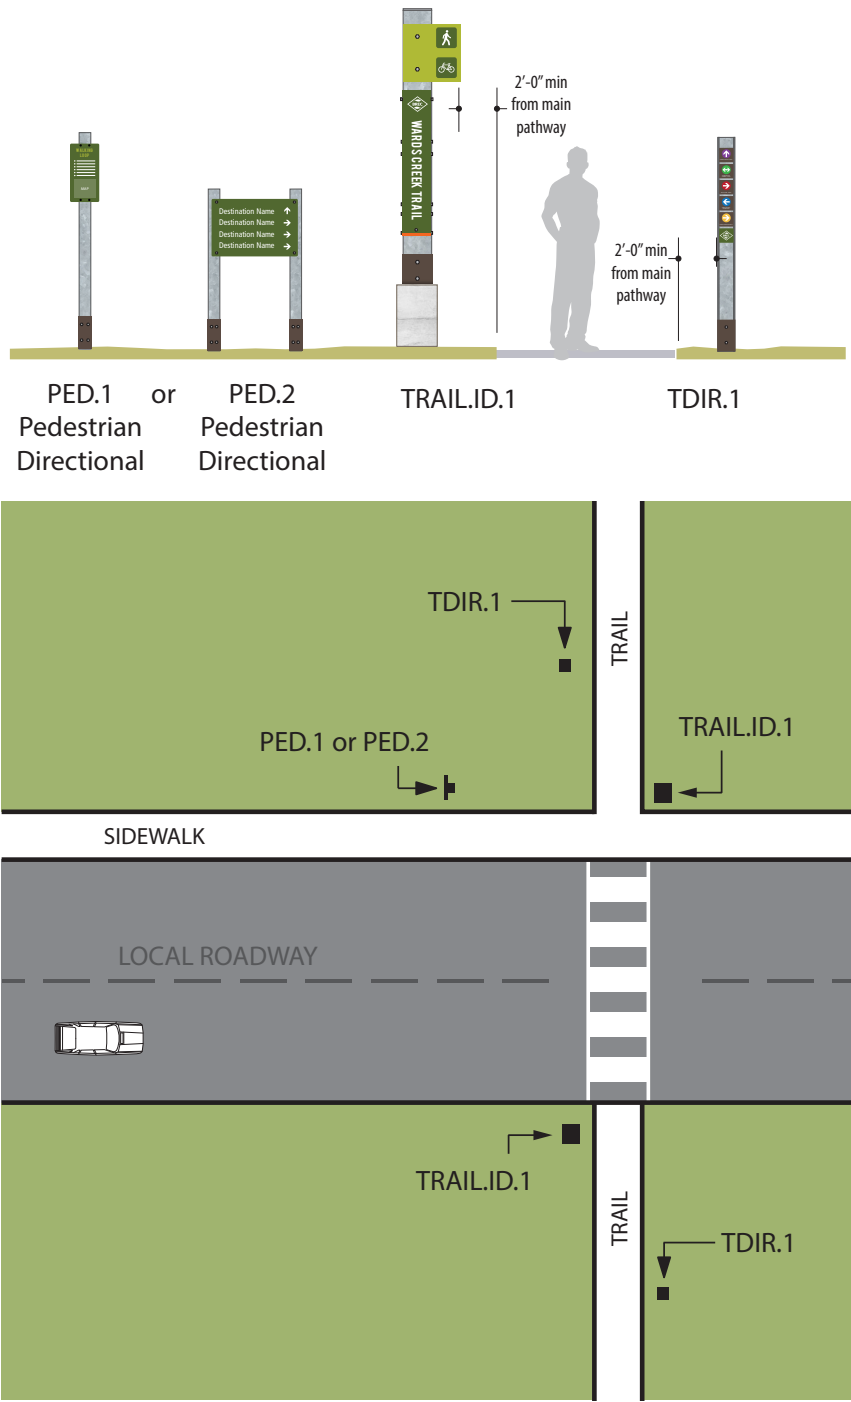 2'-0" min
from main
pathway
WARDS CREEK TRAIL
WALKING
LOOP
MAP
Destination Name
Destination Name
Destination Name
Destination Name
2'-0" min
from main
pathway
PED.1 or PED.2
Pedestrian Pedestrian
Directional Directional
TRAIL.ID.1
TDIR.1
TDIR.1
TRAIL
PED.1 or PED.2
TRAIL.ID.1
SIDEWALK
LOCAL ROADWAY
TRAIL.ID.1
TRAIL
TDIR.1